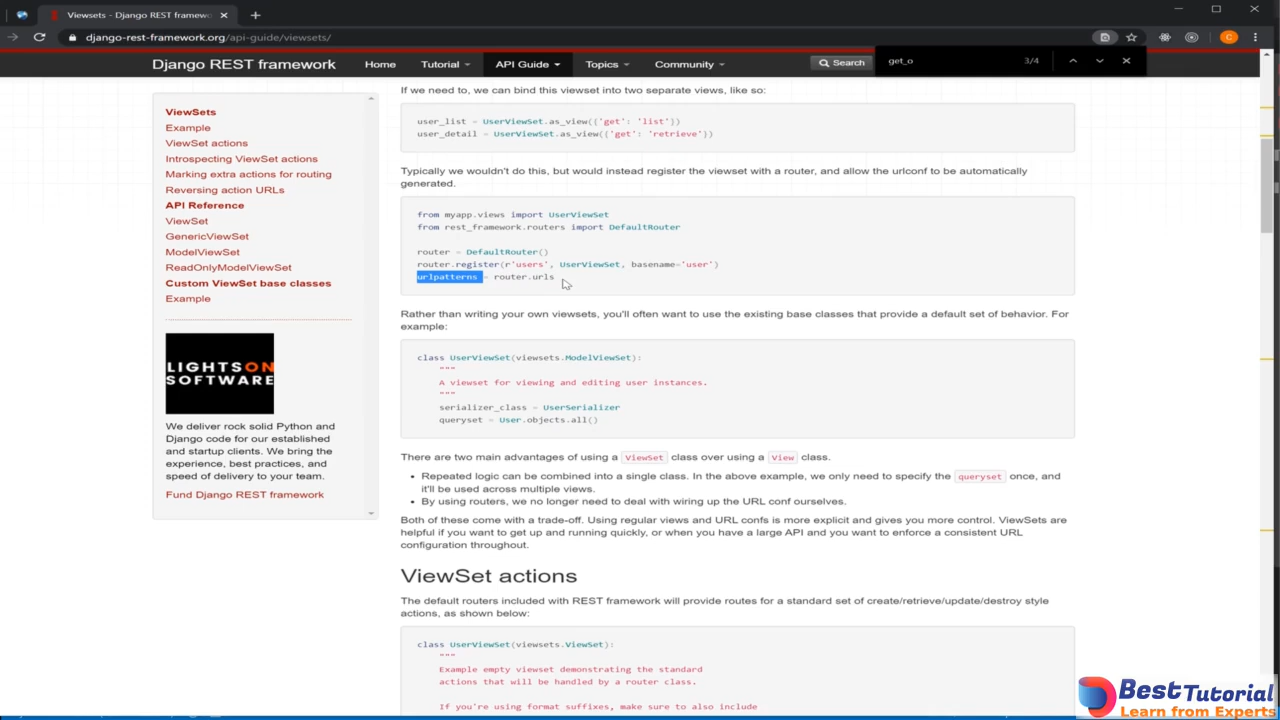 Viewsets - Django REST framew
django-rest-framework.org/api-guide/viewsets/
C
Django REST framework
Home
Tutorial
API Guide
Topics
Community
Search
get_o
3/4
ViewSets
Example
ViewSet actions
Introspecting ViewSet actions
Marking extra actions for routing
Reversing action URLs
API Reference
ViewSet
GenericViewSet
ModelViewSet
ReadOnlyModelViewSet
Custom ViewSet base classes
Example
LIGHTSON
SOFTWARE
We deliver rock solid Python and
Django code for our established
and startup clients. We bring the
experience, best practices, and
speed of delivery to your team.
Fund Django REST framework
If we need to, we can bind this viewset into two separate views, like so:
user_list = UserViewSet.as_view({'get': 'list'})
user_detail = UserViewSet.as_view({'get': 'retrieve'})
Typically we wouldn't do this, but would instead register the viewset with a router, and allow the urlconf to be automatically
generated.
from myapp.views import UserViewSet
from rest_framework.routers import DefaultRouter
router = DefaultRouter()
router.register(r'users', UserViewSet, basename='user')
urlpatterns = router.urls
Rather than writing your own viewsets, you'll often want to use the existing base classes that provide a default set of behavior. For
example:
class UserViewSet(viewsets.ModelViewSet):
"""
A viewset for viewing and editing user instances.
"""
serializer_class = UserSerializer
queryset = User.objects.all()
There are two main advantages of using a ViewSet class over using a View class.
• Repeated logic can be combined into a single class. In the above example, we only need to specify the queryset once, and
it'll be used across multiple views.
• By using routers, we no longer need to deal with wiring up the URL conf ourselves.
Both of these come with a trade-off. Using regular views and URL confs is more explicit and gives you more control. ViewSets are
helpful if you want to get up and running quickly, or when you have a large API and you want to enforce a consistent URL
configuration throughout.
ViewSet actions
The default routers included with REST framework will provide routes for a standard set of create/retrieve/update/destroy style
actions, as shown below:
class UserViewSet(viewsets.ViewSet):
"""
Example empty viewset demonstrating the standard
actions that will be handled by a router class.
If you're using format suffixes, make sure to also include
BestTutorial
Learn from Experts